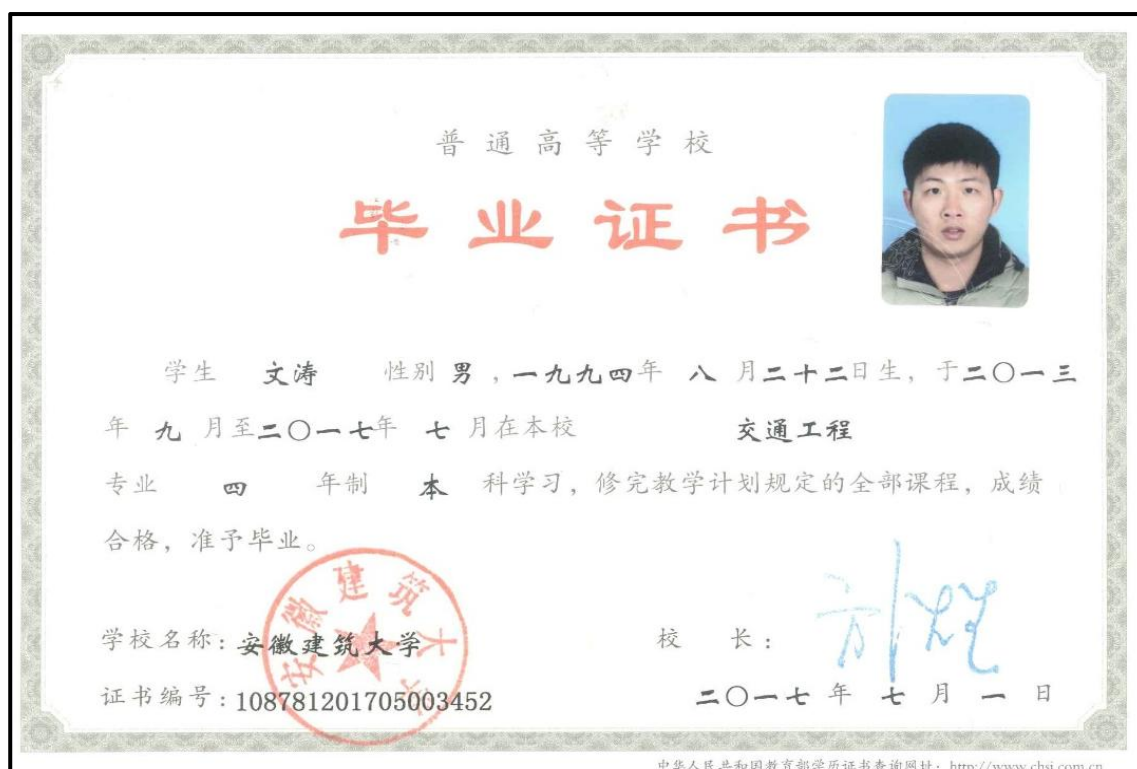 普通高等学校
毕业证书
学生 文涛 性别 男，一九九四年 八 月二十二日生，于二〇一三
年 九 月至二〇一七年 七 月在本校 交通工程
专业 四 年制 本 科学习，修完教学计划规定的全部课程，成绩
合格，准予毕业。
安徽建筑大学
学校名称：安徽建筑大学 校 长：
证书编号：108781201705003452 二〇一七 年 七 月 一 日
中华人民共和国教育部学历证书查询网址：http://www.chsi.com.cn